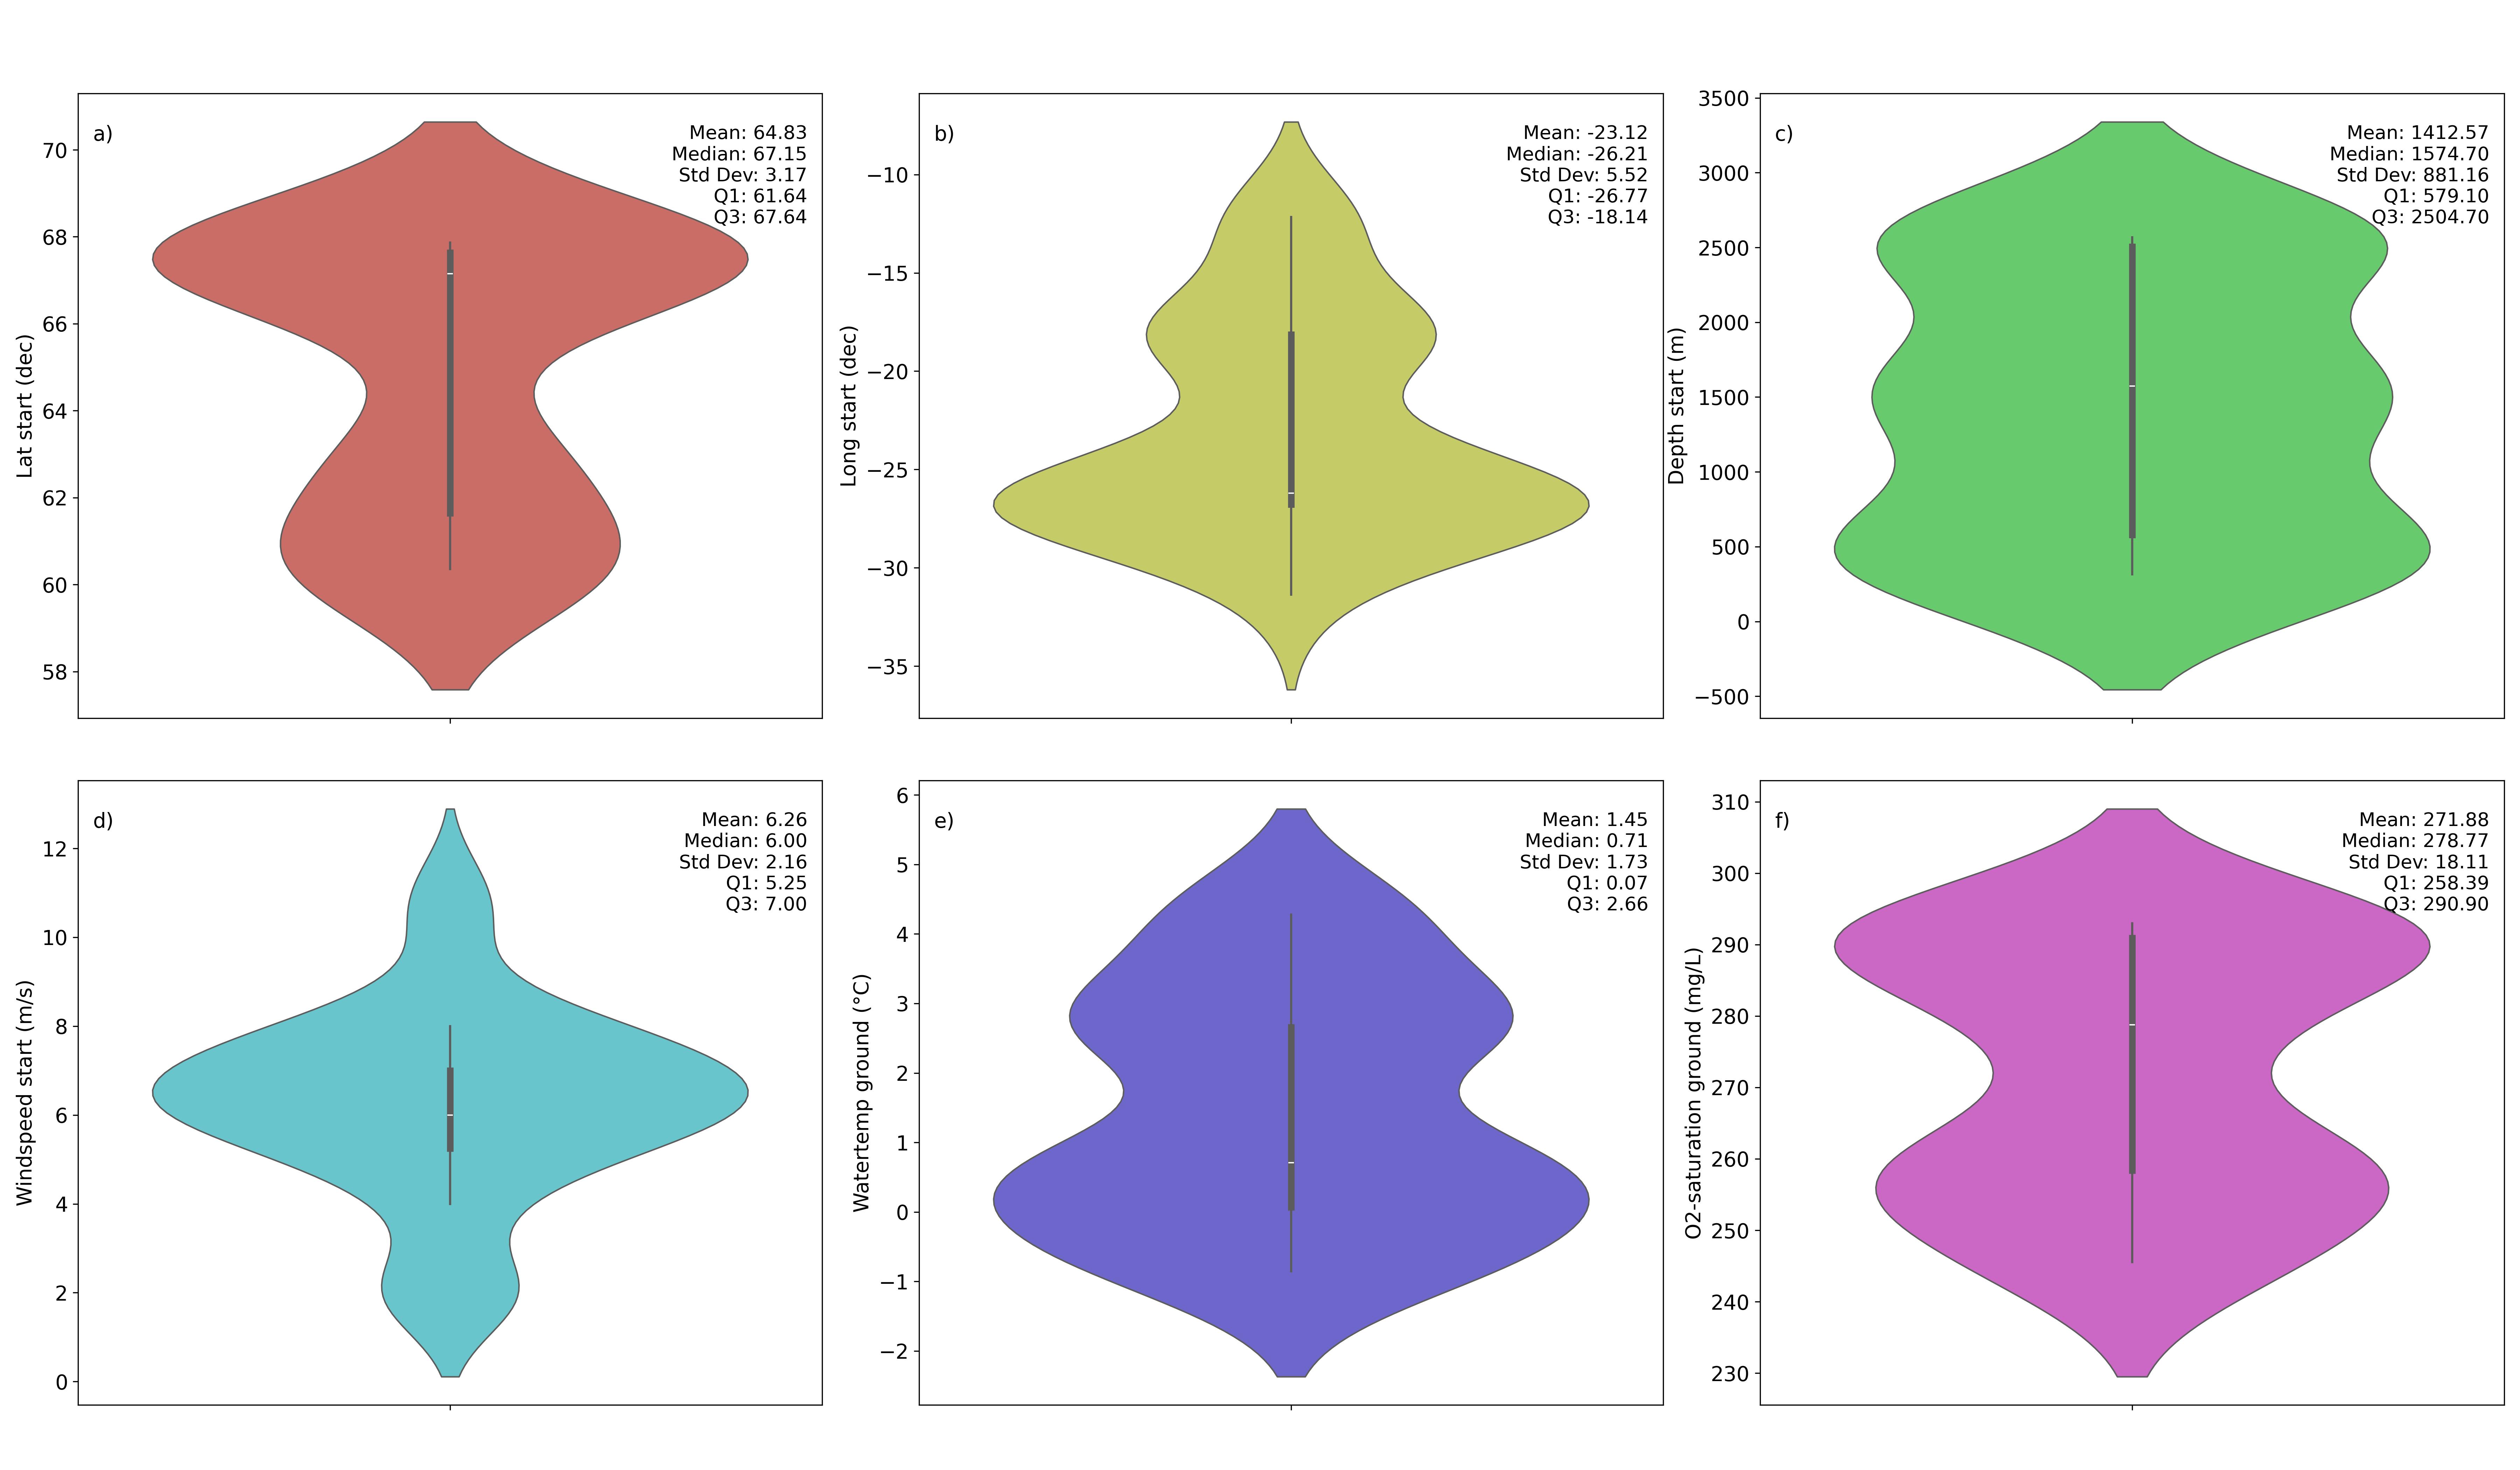 a)
Mean: 64.83
Median: 67.15
Std Dev: 3.17
Q1: 61.64
Q3: 67.64
Lat start (dec)
70
68
66
64
62
60
58
b)
Mean: -23.12
Median: -26.21
Std Dev: 5.52
Q1: -26.77
Q3: -18.14
Long start (dec)
−10
−15
−20
−25
−30
−35
c)
Mean: 1412.57
Median: 1574.70
Std Dev: 881.16
Q1: 579.10
Q3: 2504.70
Depth start (m)
3500
3000
2500
2000
1500
1000
500
0
−500
d)
Mean: 6.26
Median: 6.00
Std Dev: 2.16
Q1: 5.25
Q3: 7.00
Windspeed start (m/s)
12
10
8
6
4
2
0
e)
Mean: 1.45
Median: 0.71
Std Dev: 1.73
Q1: 0.07
Q3: 2.66
Watertemp ground (°C)
6
5
4
3
2
1
0
−1
−2
f)
Mean: 271.88
Median: 278.77
Std Dev: 18.11
Q1: 258.39
Q3: 290.90
O2-saturation ground (mg/L)
310
300
290
280
270
260
250
240
230